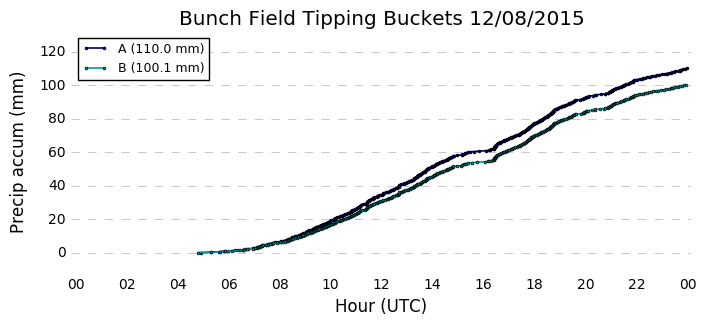 Bunch Field Tipping Buckets 12/08/2015
A (110.0 mm)
B (100.1 mm)
Precip accum (mm)
120
100
80
60
40
20
0
00 02 04 06 08 10 12 14 16 18 20 22 00
Hour (UTC)